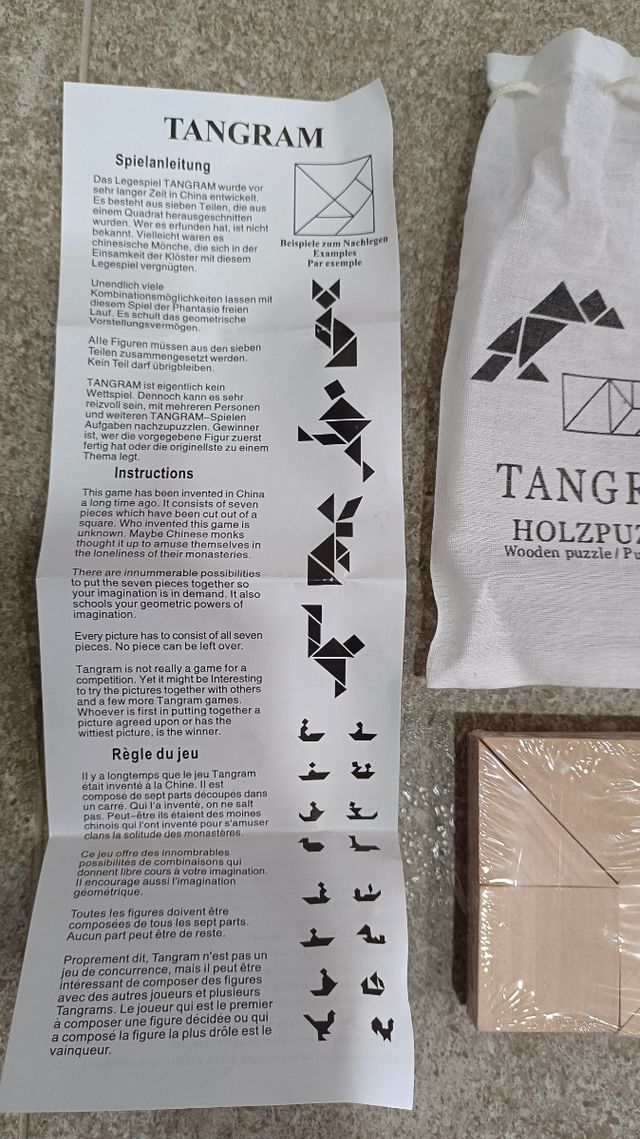 TANGRAM
Spielanleitung
Das Legespiel TANGRAM wurde vor
sehr langer Zeit in China entwickelt.
Es besteht aus sieben Teilen, die aus
einem Quadrat herausgeschnitten
wurden. Wer es erfunden hat, ist nicht
bekannt. Vielleicht waren es
chinesische Mönche, die sich in der
Einsamkeit der Klöster mit diesem
Legespiel vergnügten.
Unendlich viele
Kombinationsmöglichkeiten lassen mit
diesem Spiel der Phantasie freien
Lauf. Es schult das geometrische
Vorstellungsvermögen.
Alle Figuren müssen aus den sieben
Teilen zusammengesetzt werden.
Kein Teil darf übrigbleiben.
TANGRAM ist eigentlich kein
Wettspiel. Dennoch kann es sehr
reizvoll sein, mit mehreren Personen
und weiteren TANGRAM-Spielen
Aufgaben nachzupuzzlen. Gewinner
ist, wer die vorgegebene Figur zuerst
fertig hat oder die originellste zu einem
Thema legt.
Instructions
This game has been invented in China
a long time ago. It consists of seven
pieces which have been cut out of a
square. Who invented this game is
unknown. Maybe Chinese monks
thought it up to amuse themselves in
the loneliness of their monasteries.
There are innummerable possibilities
to put the seven pieces together so
your imagination is in demand. It also
schools your geometric powers of
imagination.
Every picture has to consist of all seven
pieces. No piece can be left over.
Tangram is not really a game for a
competition. Yet it might be Interesting
to try the pictures together with others
and a few more Tangram games.
Whoever is first in putting together a
picture agreed upon or has the
wittiest picture, is the winner.
Règle du jeu
Il y a longtemps que le jeu Tangram
était inventé à la Chine. Il est
composé de sept parts découpés dans
un carré. Qui l'a inventé, on ne salt
pas. Peut-être ils étaient des moines
chinois qui l'ont inventé pour s'amuser
dans la solitude des monastères.
Ce jeu offre des innombrables
possibilités de combinaisons qui
donnent libre cours à votre imagination.
Il encourage aussi l'imagination
géométrique.
Toutes les figures doivent être
composées de tous les sept parts.
Aucun part peut être de reste.
Proprement dit, Tangram n'est pas un
jeu de concurrence, mais il peut être
intéressant de composer des figures
avec des autres joueurs et plusieurs
Tangrams. Le joueur qui est le premier
à composer une figure décidée ou qui
a composé la figure la plus drôle est le
vainqueur.
Beispiele zum Nachlegen
Examples
Par exemple
TANGR
HOLZPUZ
Wooden puzzle / Pu